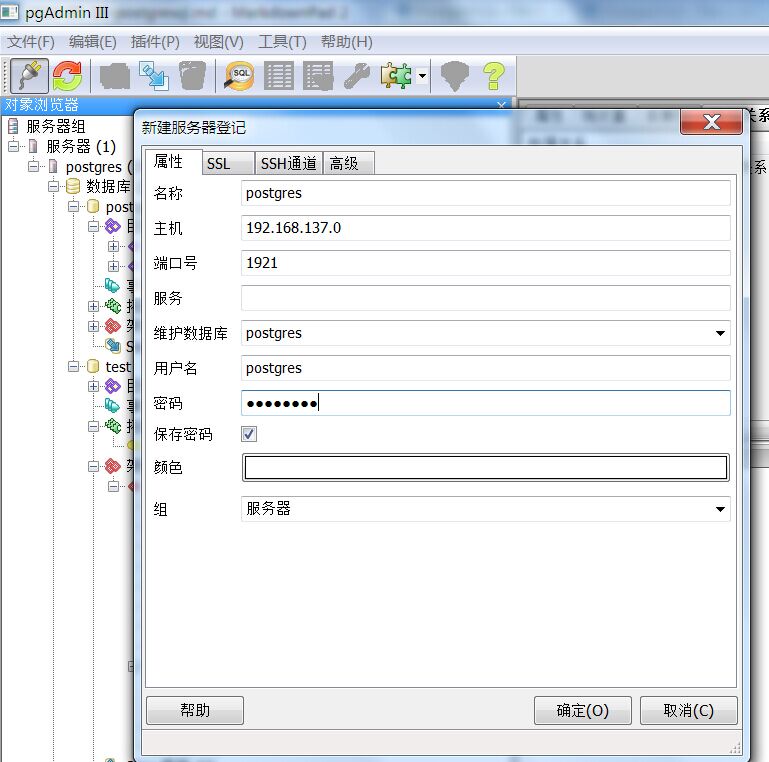 pgAdmin III
文件(F) 编辑(E) 插件(P) 视图(V) 工具(T) 帮助(H)
SQL
对象浏览器
服务器组
服务器 (1)
postgres (
数据库
post
test
新建服务器登记
属性 SSL SSH通道 高级
名称 postgres
主机 192.168.137.0
端口号 1921
服务
维护数据库 postgres
用户名 postgres
密码 ●●●●●●●●
保存密码
颜色
组 服务器
帮助 确定(O) 取消(C)